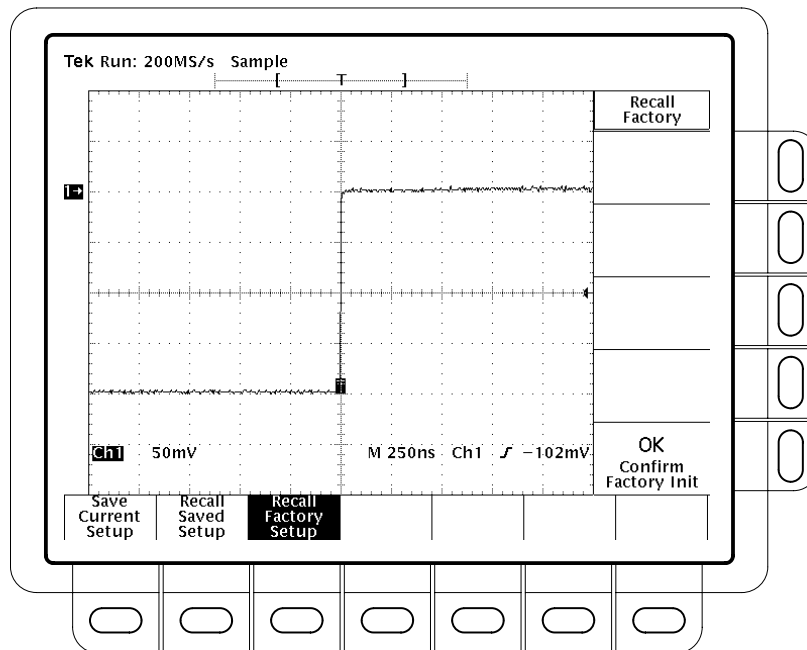 Tek Run: 200MS/s Sample
[ T ]
Recall
Factory
1→
T
Ch1 50mV M 250ns Ch1 ƒ −102mV
OK
Confirm
Factory Init
Save
Current
Setup
Recall
Saved
Setup
Recall
Factory
Setup